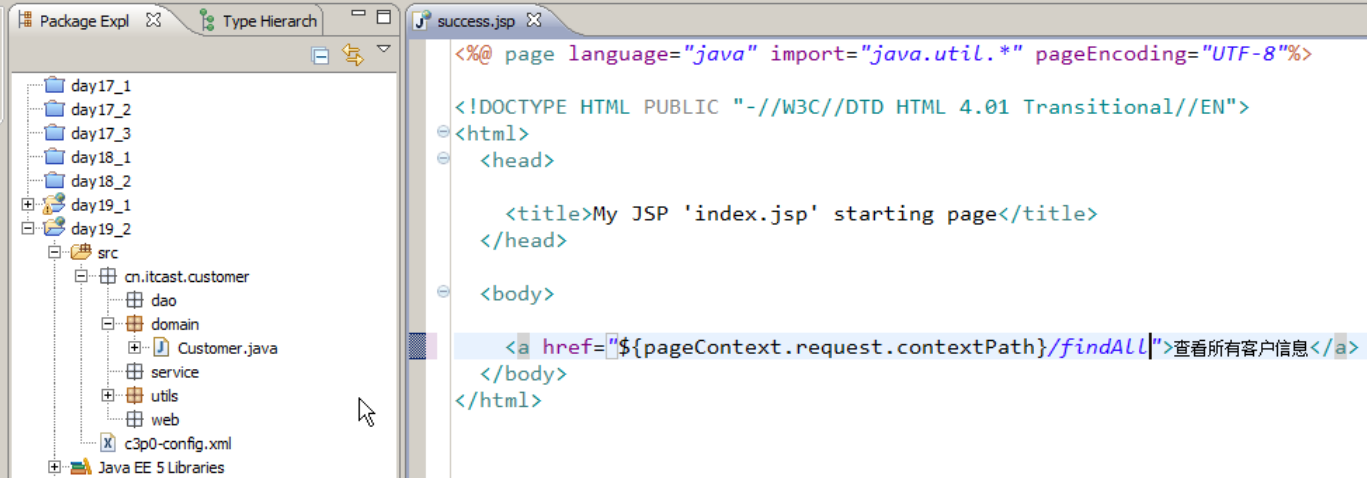 Package Expl
Type Hierarch
day17_1
day17_2
day17_3
day18_1
day18_2
day19_1
day19_2
src
cn.itcast.customer
dao
domain
Customer.java
service
utils
web
c3p0-config.xml
Java EE 5 Libraries
success.jsp
<%@ page language="java" import="java.util.*" pageEncoding="UTF-8"%>
<!DOCTYPE HTML PUBLIC "-//W3C//DTD HTML 4.01 Transitional//EN">
<html>
<head>
<title>My JSP 'index.jsp' starting page</title>
</head>
<body>
<a href="${pageContext.request.contextPath}/findAll">查看所有客户信息</a>
</body>
</html>